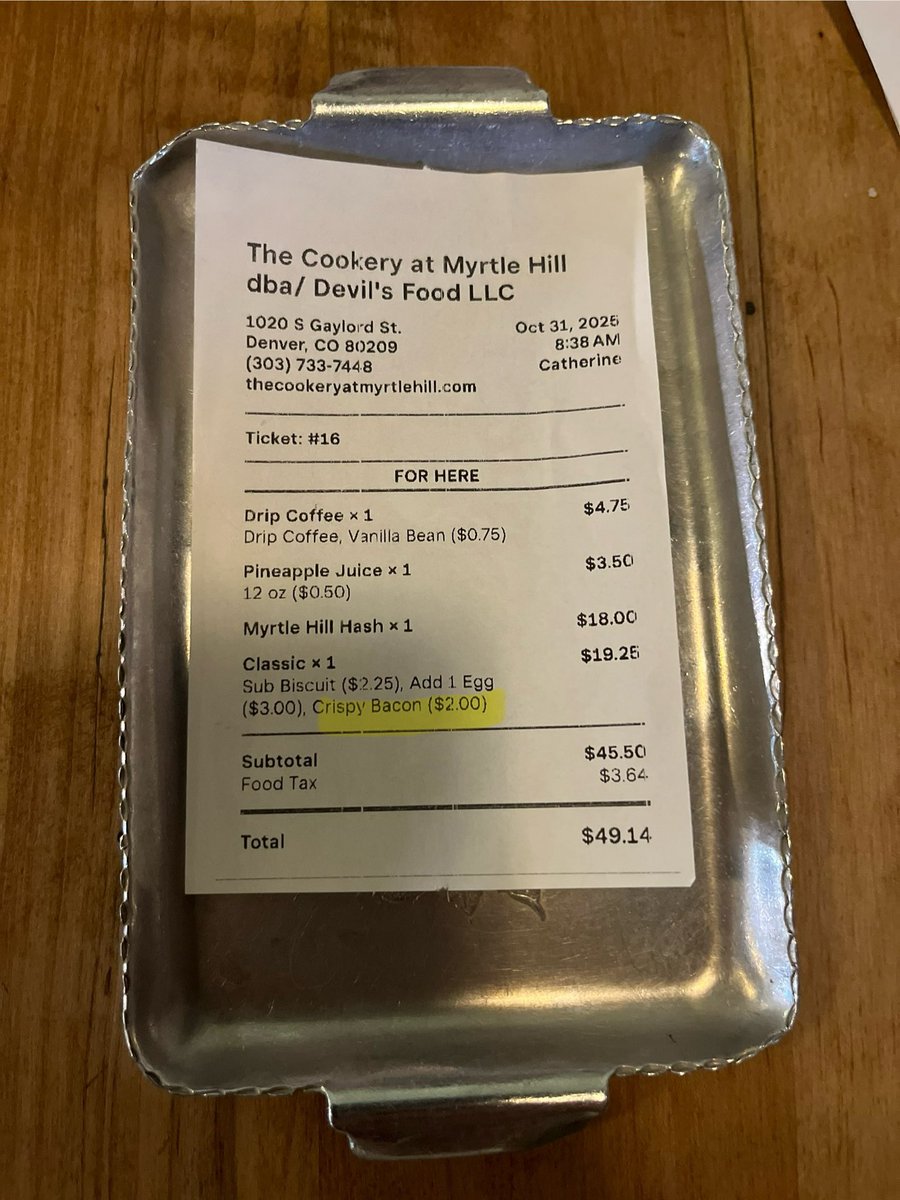 The Cookery at Myrtle Hill
dba/ Devil's Food LLC
1020 S Gaylord St.
Denver, CO 80209
(303) 733-7448
thecookeryatmyrtlehill.com
Oct 31, 2025
8:38 AM
Catherine
Ticket: #16
FOR HERE
Drip Coffee × 1 $4.75
Drip Coffee, Vanilla Bean ($0.75)
Pineapple Juice × 1 $3.50
12 oz ($0.50)
Myrtle Hill Hash × 1 $18.00
Classic × 1 $19.25
Sub Biscuit ($2.25), Add 1 Egg
($3.00), Crispy Bacon ($2.00)
Subtotal $45.50
Food Tax $3.64
Total $49.14